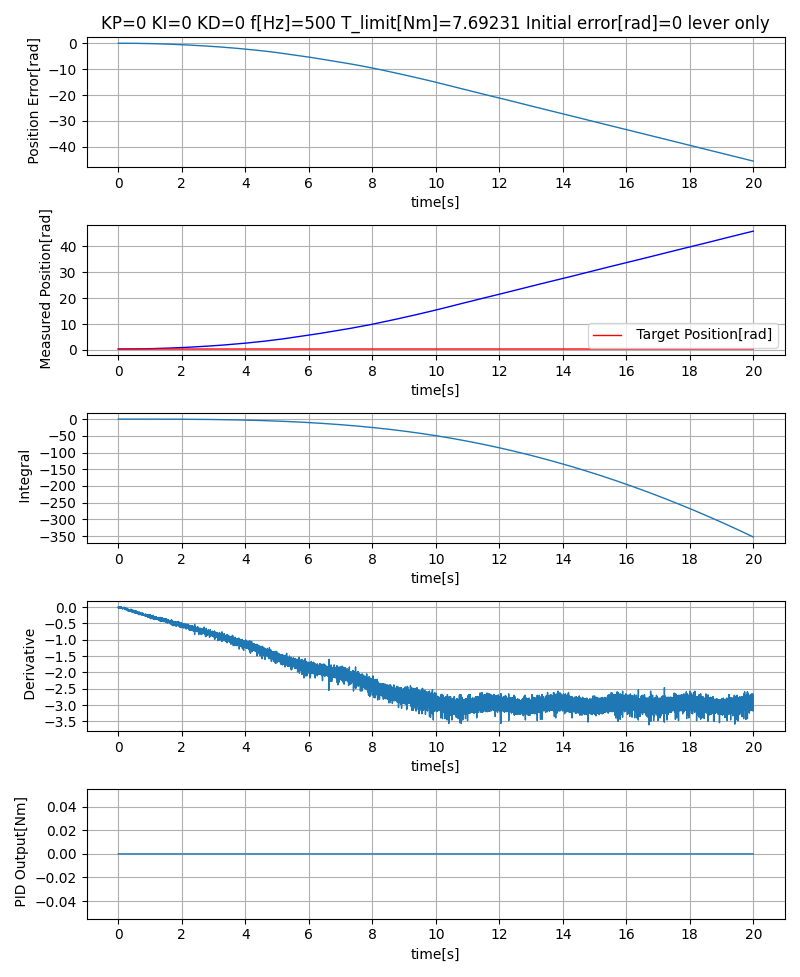 KP=0 KI=0 KD=0 f[Hz]=500 T_limit[Nm]=7.69231 Initial error[rad]=0 lever only
Position Error[rad]
0
−10
−20
−30
−40
0 2 4 6 8 10 12 14 16 18 20
time[s]
Measured Position[rad]
40
30
20
10
0
Target Position[rad]
0 2 4 6 8 10 12 14 16 18 20
time[s]
Integral
0
−50
−100
−150
−200
−250
−300
−350
0 2 4 6 8 10 12 14 16 18 20
time[s]
Derivative
0.0
−0.5
−1.0
−1.5
−2.0
−2.5
−3.0
−3.5
0 2 4 6 8 10 12 14 16 18 20
time[s]
PID Output[Nm]
0.04
0.02
0.00
−0.02
−0.04
0 2 4 6 8 10 12 14 16 18 20
time[s]